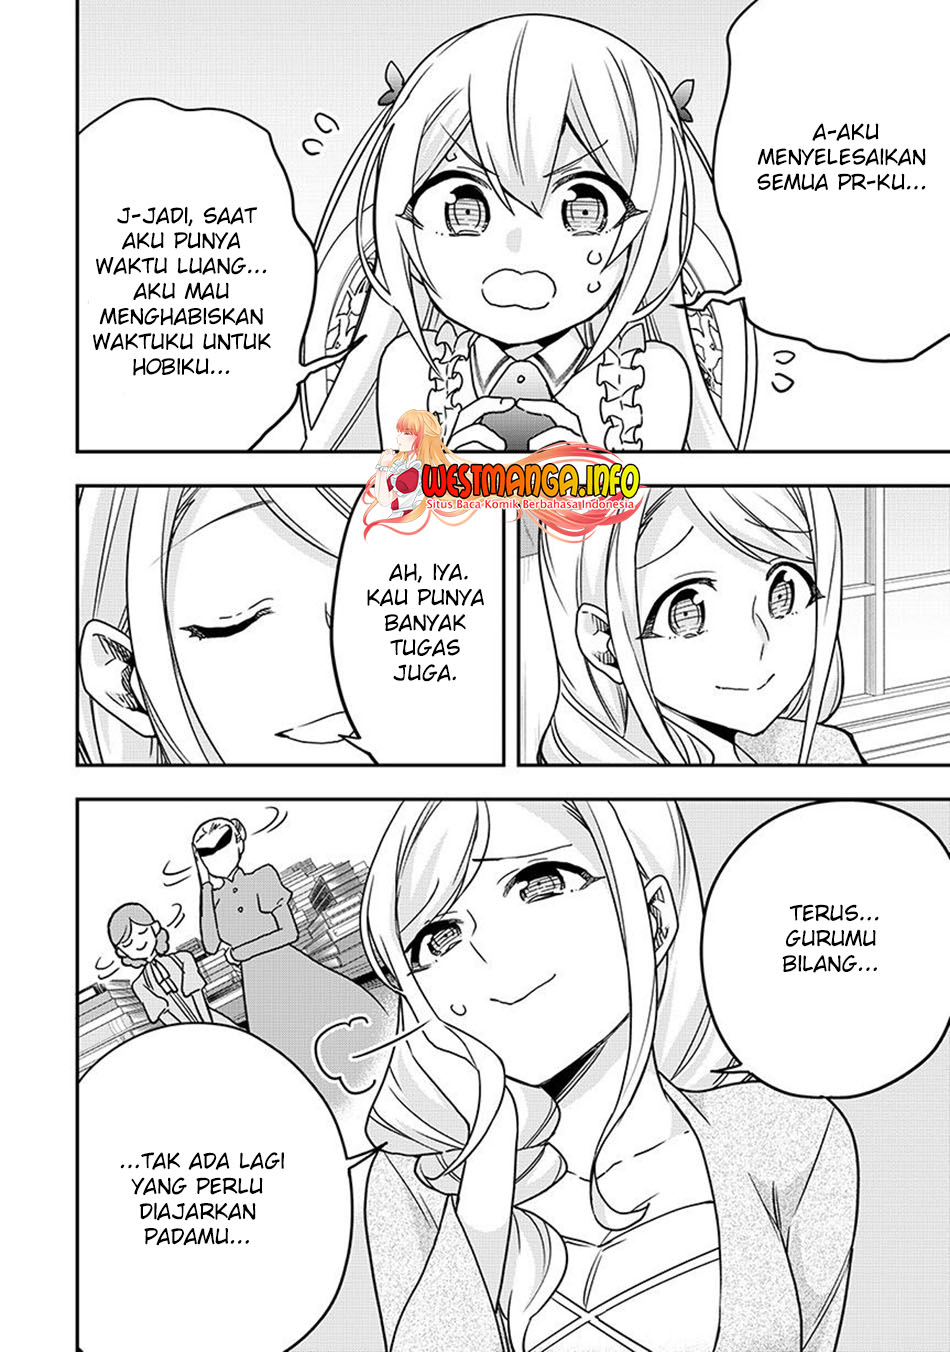 A-AKU
MENYELESAIKAN
SEMUA PR-KU...
J-JADI, SAAT
AKU PUNYA
WAKTU LUANG...
AKU MAU
MENGHABISKAN
WAKTUKU UNTUK
HOBIKU...
WESTMANGA.INFO
Situs Baca Komik Berbahasa Indonesia
AH, IYA.
KAU PUNYA
BANYAK
TUGAS
JUGA.
TERUS...
GURUMU
BILANG...
...TAK ADA LAGI
YANG PERLU
DIAJARKAN
PADAMU...